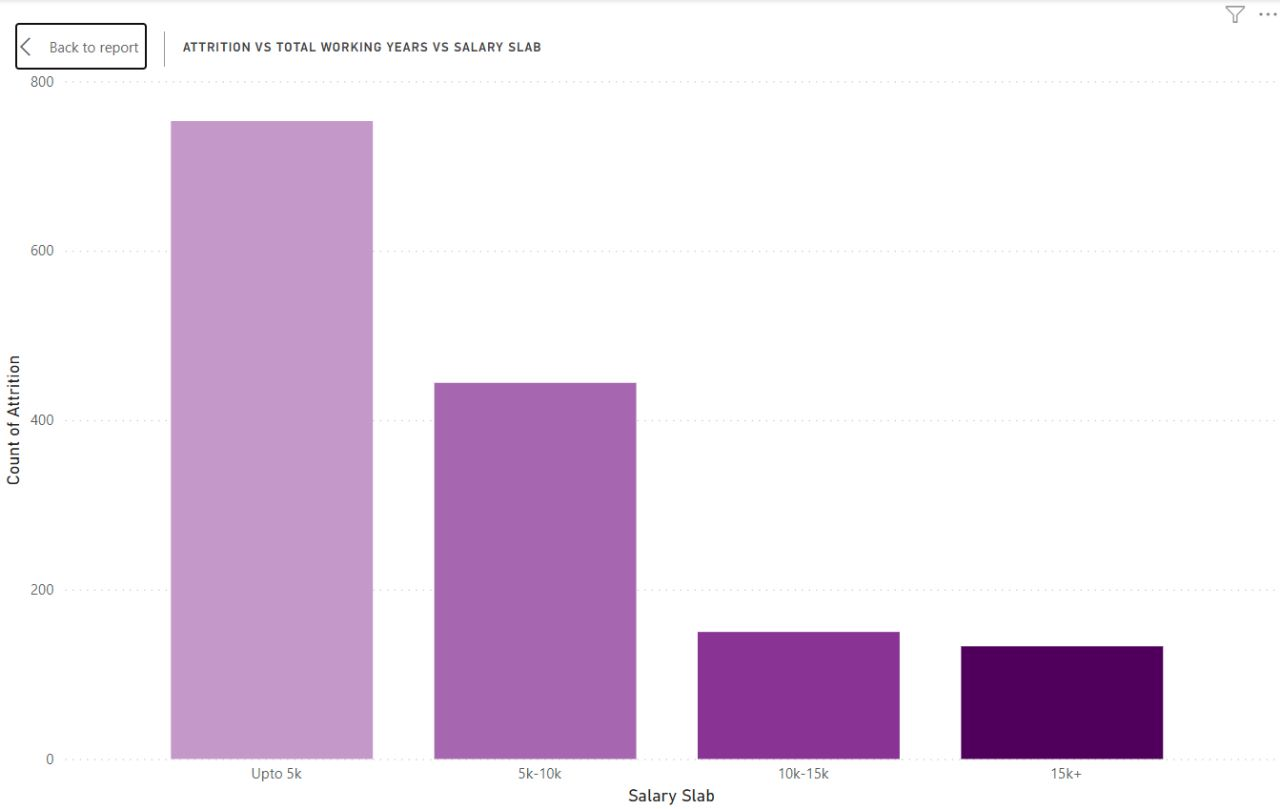 Back to report
ATTRITION VS TOTAL WORKING YEARS VS SALARY SLAB
800
600
400
200
0
Count of Attrition
Upto 5k
5k-10k
10k-15k
15k+
Salary Slab